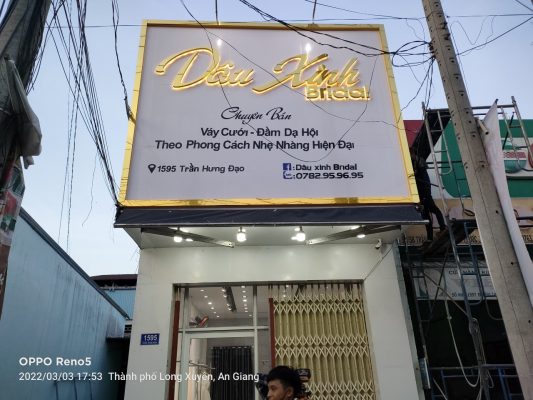 Dâu Xinh
Bridal
Chuyên Bán
Váy Cưới - Đầm Dạ Hội
Theo Phong Cách Nhẹ Nhàng Hiện Đại
1595 Trần Hưng Đạo
f :Dâu xinh Bridal
:0782.95.96.95
1595
OPPO Reno5
2022/03/03 17:53 Thành phố Long Xuyên, An Giang